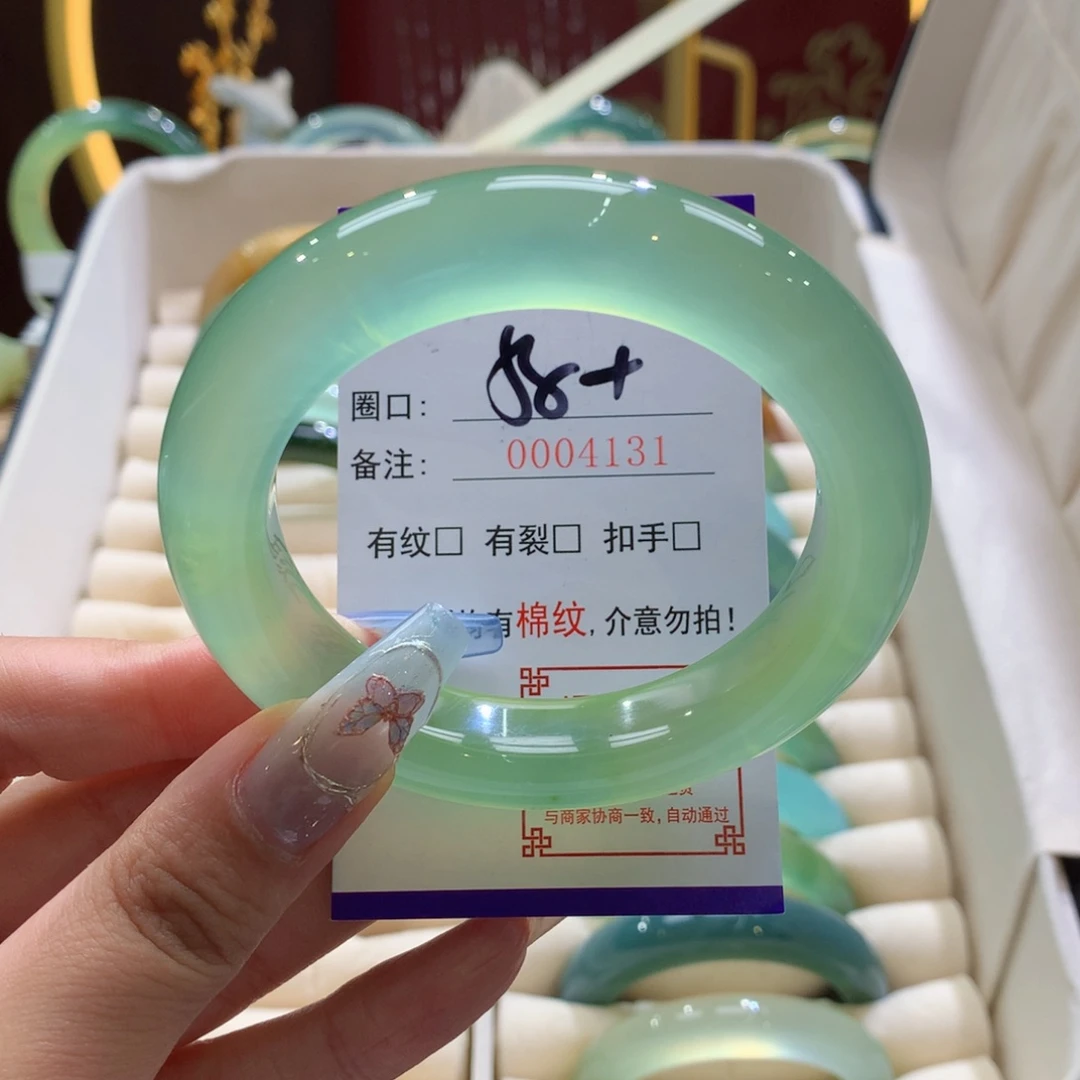 圈口: 58+
备注: 0004131
有纹□ 有裂□ 扣手□
有棉纹,介意勿拍!
与商家协商一致,自动通过